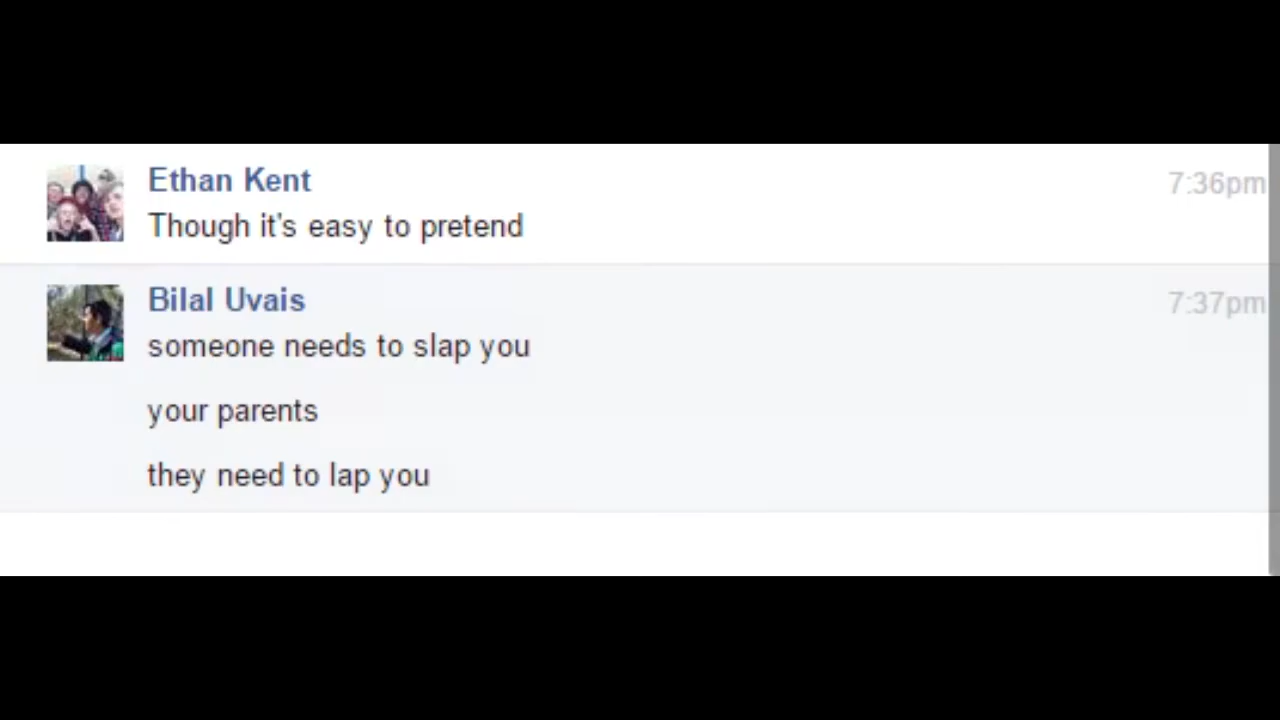 Ethan Kent
7:36pm
Though it's easy to pretend
Bilal Uvais
7:37pm
someone needs to slap you
your parents
they need to lap you